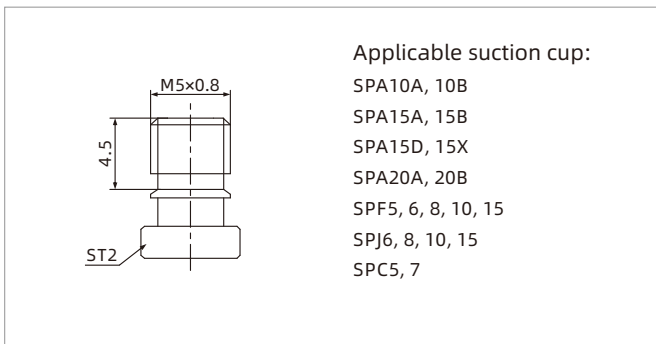 M5×0.8
4.5
ST2
Applicable suction cup:
SPA10A, 10B
SPA15A, 15B
SPA15D, 15X
SPA20A, 20B
SPF5, 6, 8, 10, 15
SPJ6, 8, 10, 15
SPC5, 7